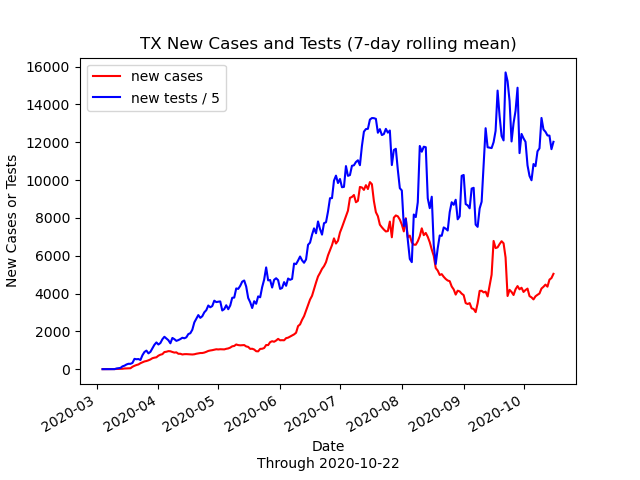 TX New Cases and Tests (7-day rolling mean)
new cases
new tests / 5
New Cases or Tests
16000
14000
12000
10000
8000
6000
4000
2000
0
2020-03
2020-04
2020-05
2020-06
2020-07
2020-08
2020-09
2020-10
Date
Through 2020-10-22